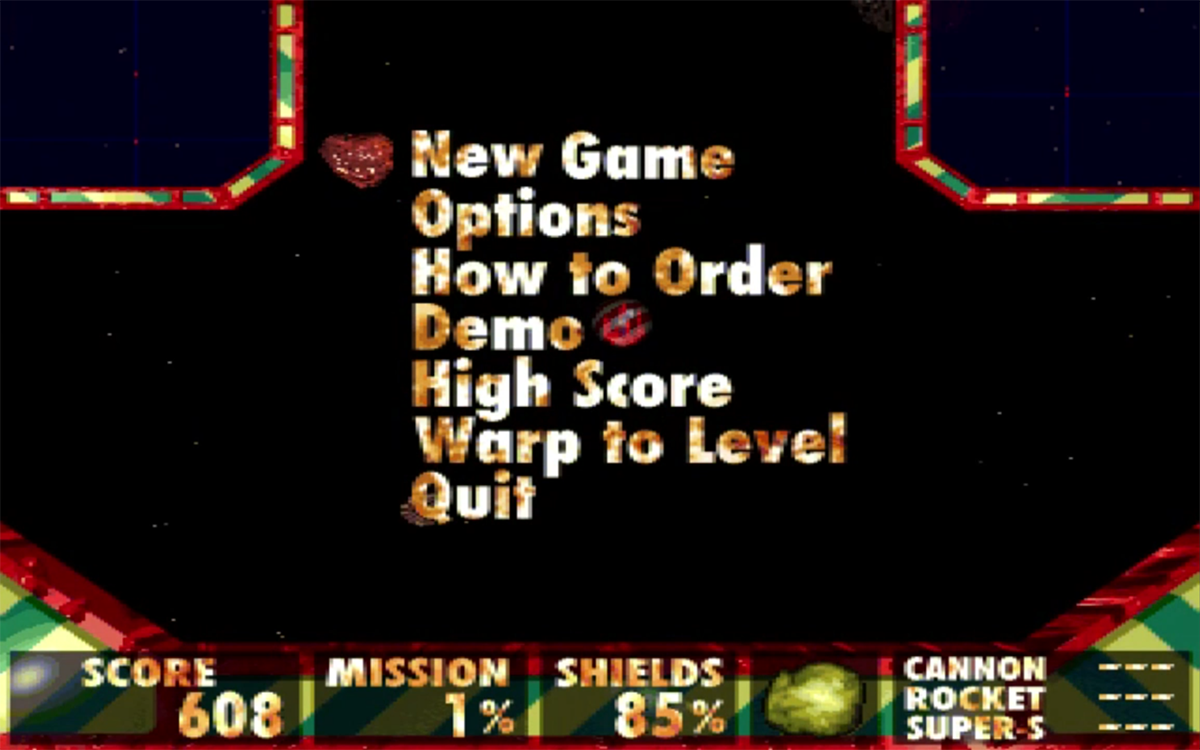 New Game
Options
How to Order
Demo
High Score
Warp to Level
Quit
SCORE
608
MISSION
1%
SHIELDS
85%
CANNON ---
ROCKET ---
SUPER-S ---